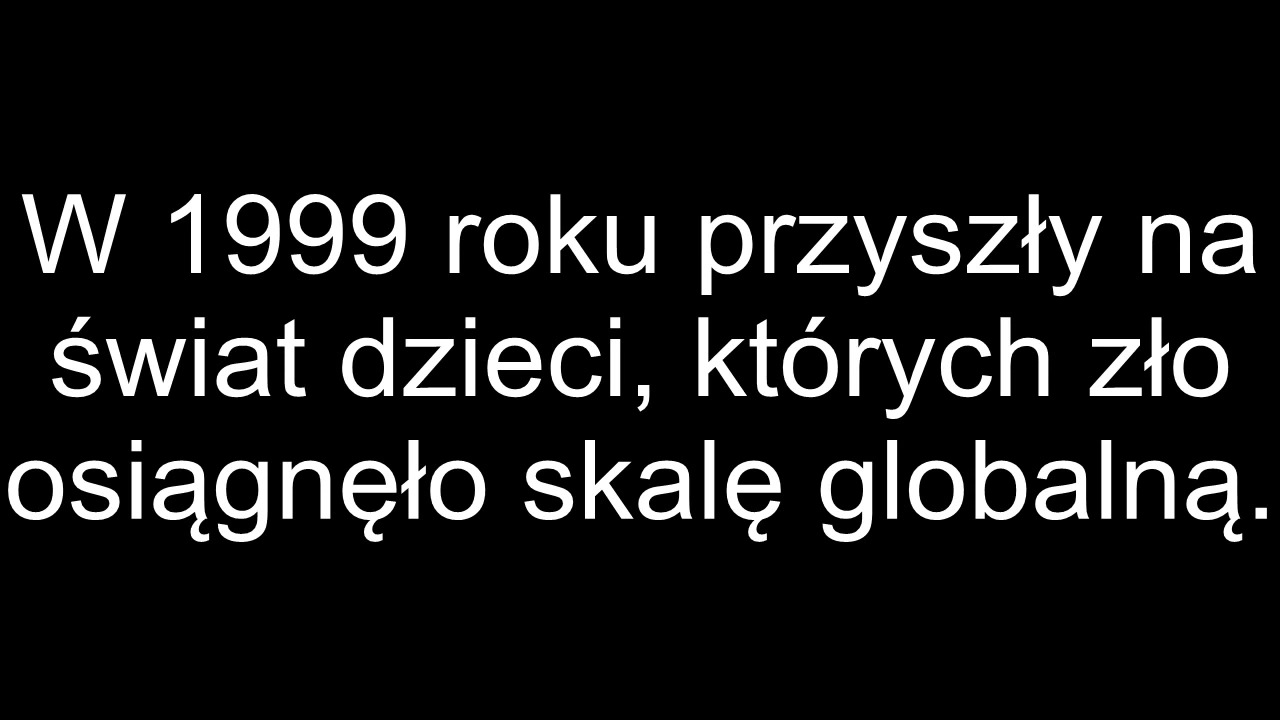 W 1999 roku przyszły na
świat dzieci, których zło
osiągnęło skalę globalną.